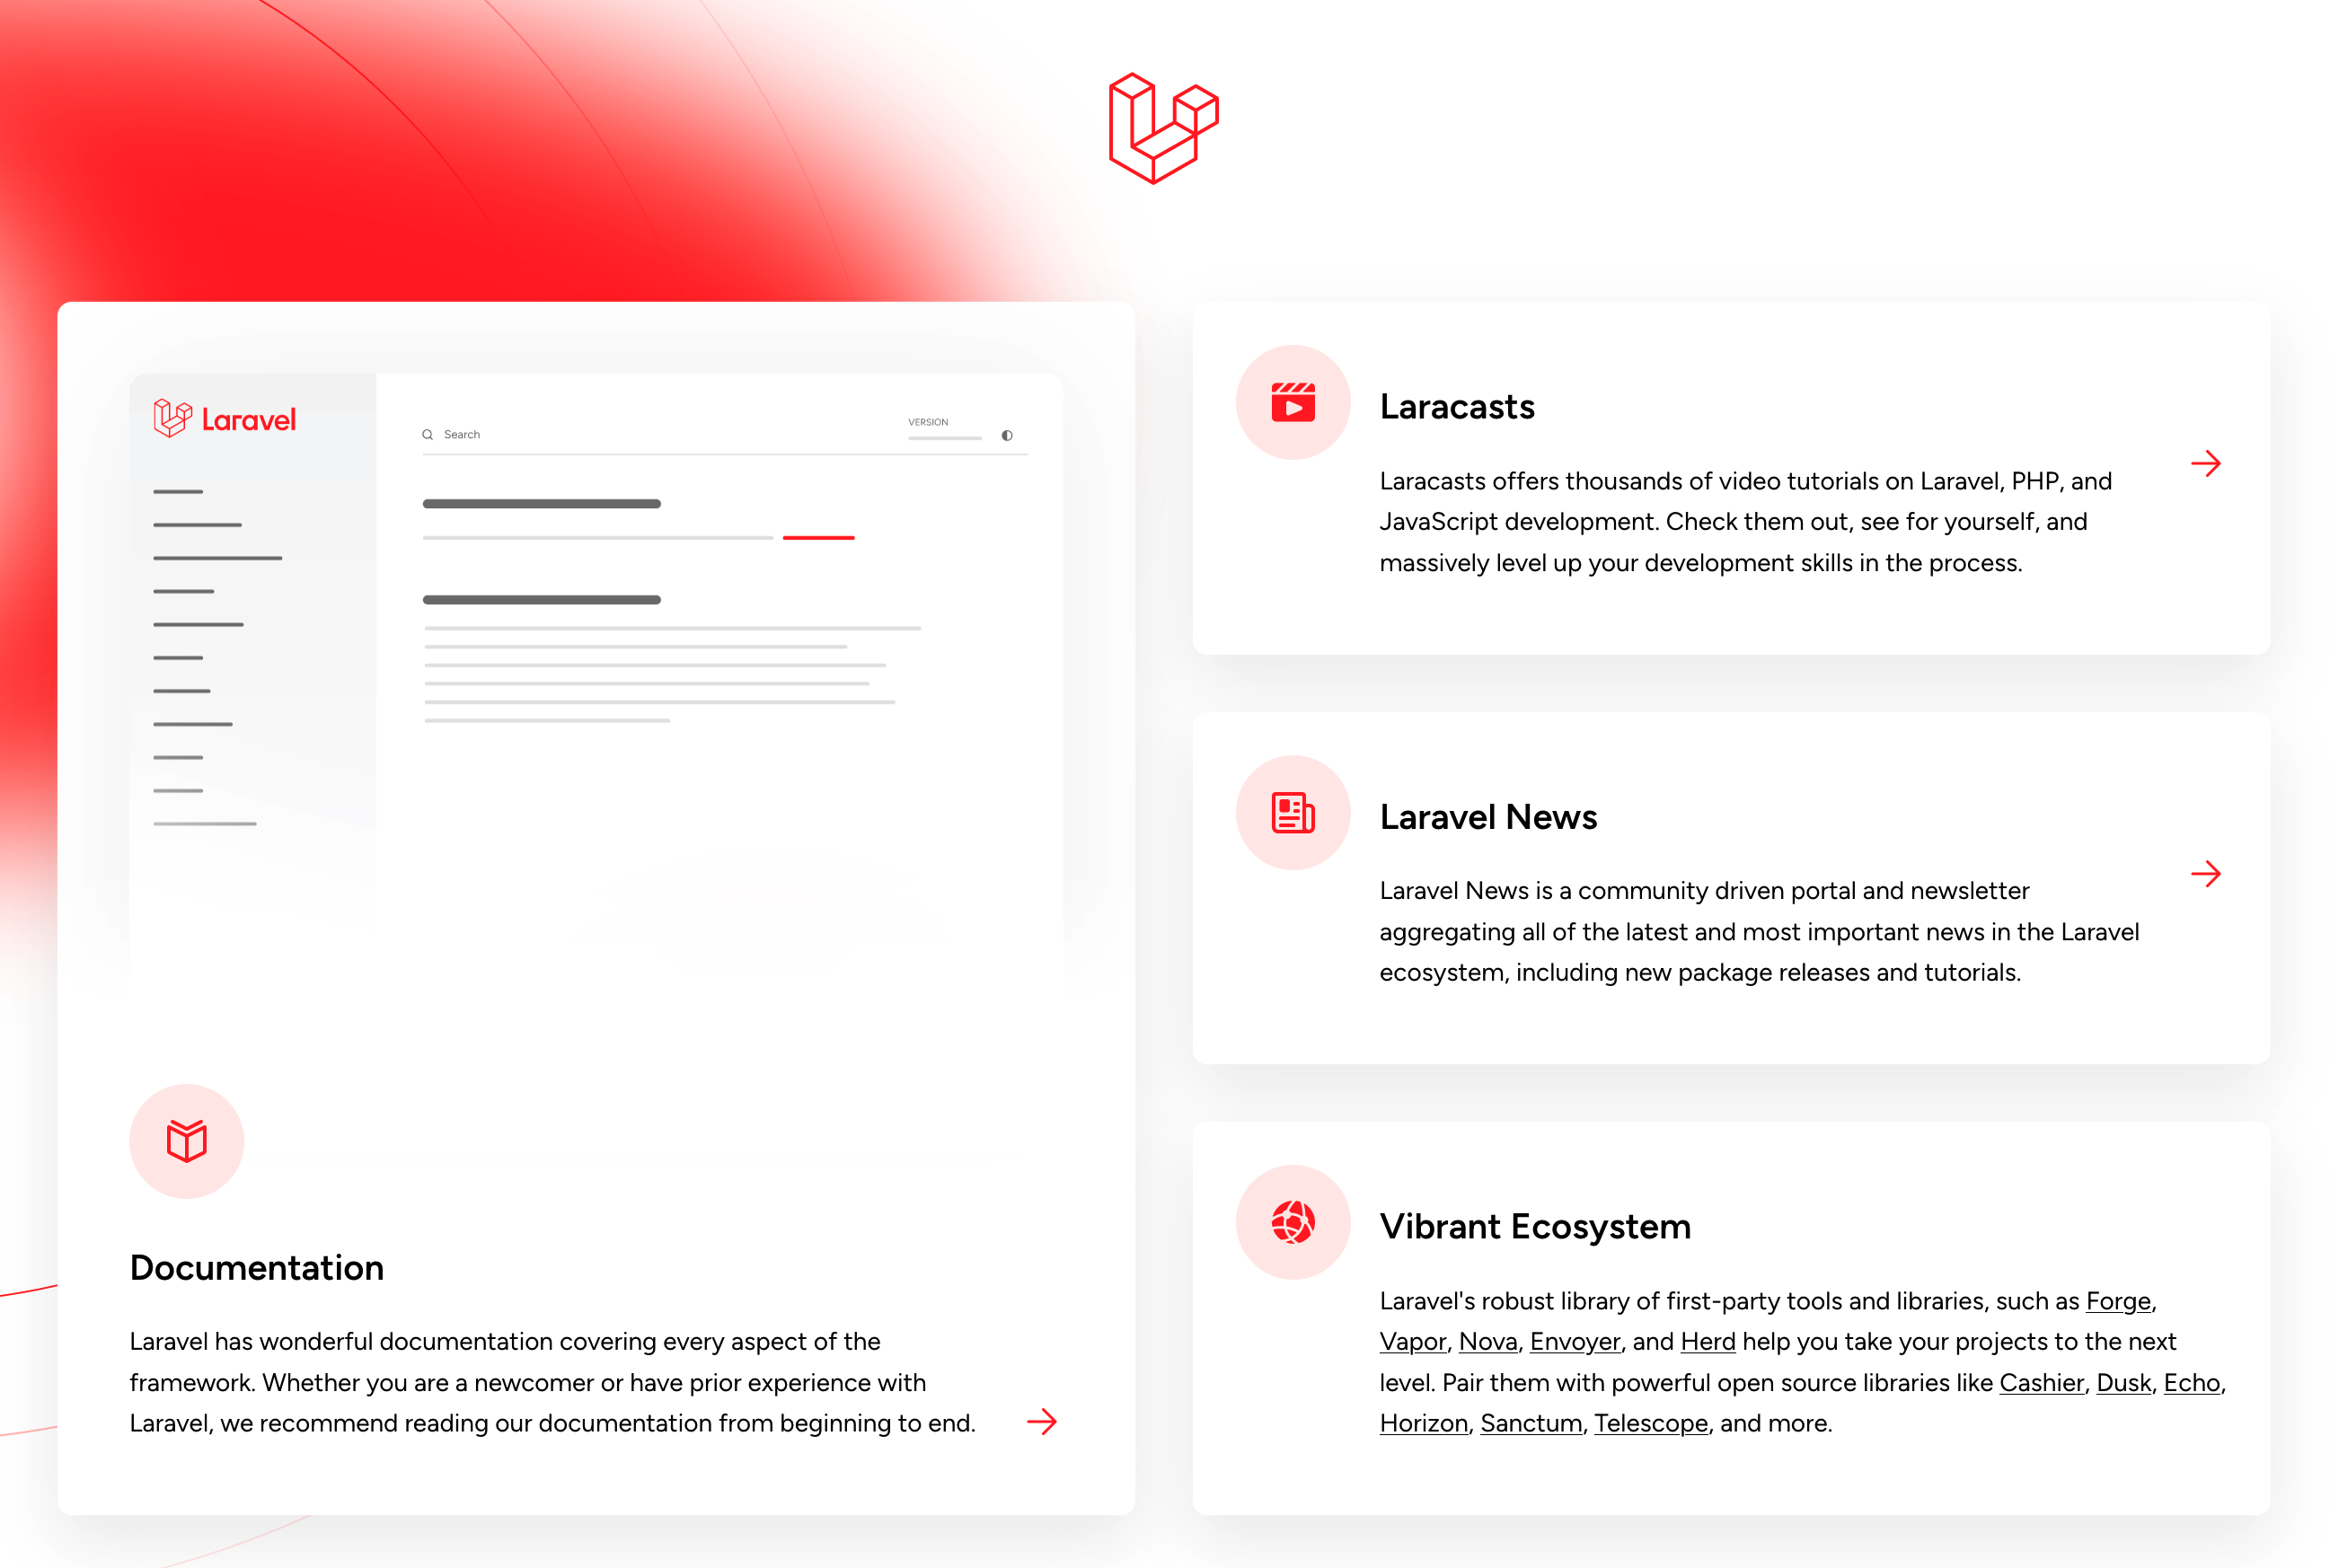 Laravel
Search
VERSION
Documentation
Laravel has wonderful documentation covering every aspect of the
framework. Whether you are a newcomer or have prior experience with
Laravel, we recommend reading our documentation from beginning to end.
Laracasts
Laracasts offers thousands of video tutorials on Laravel, PHP, and
JavaScript development. Check them out, see for yourself, and
massively level up your development skills in the process.
Laravel News
Laravel News is a community driven portal and newsletter
aggregating all of the latest and most important news in the Laravel
ecosystem, including new package releases and tutorials.
Vibrant Ecosystem
Laravel's robust library of first-party tools and libraries, such as Forge,
Vapor, Nova, Envoyer, and Herd help you take your projects to the next
level. Pair them with powerful open source libraries like Cashier, Dusk, Echo,
Horizon, Sanctum, Telescope, and more.